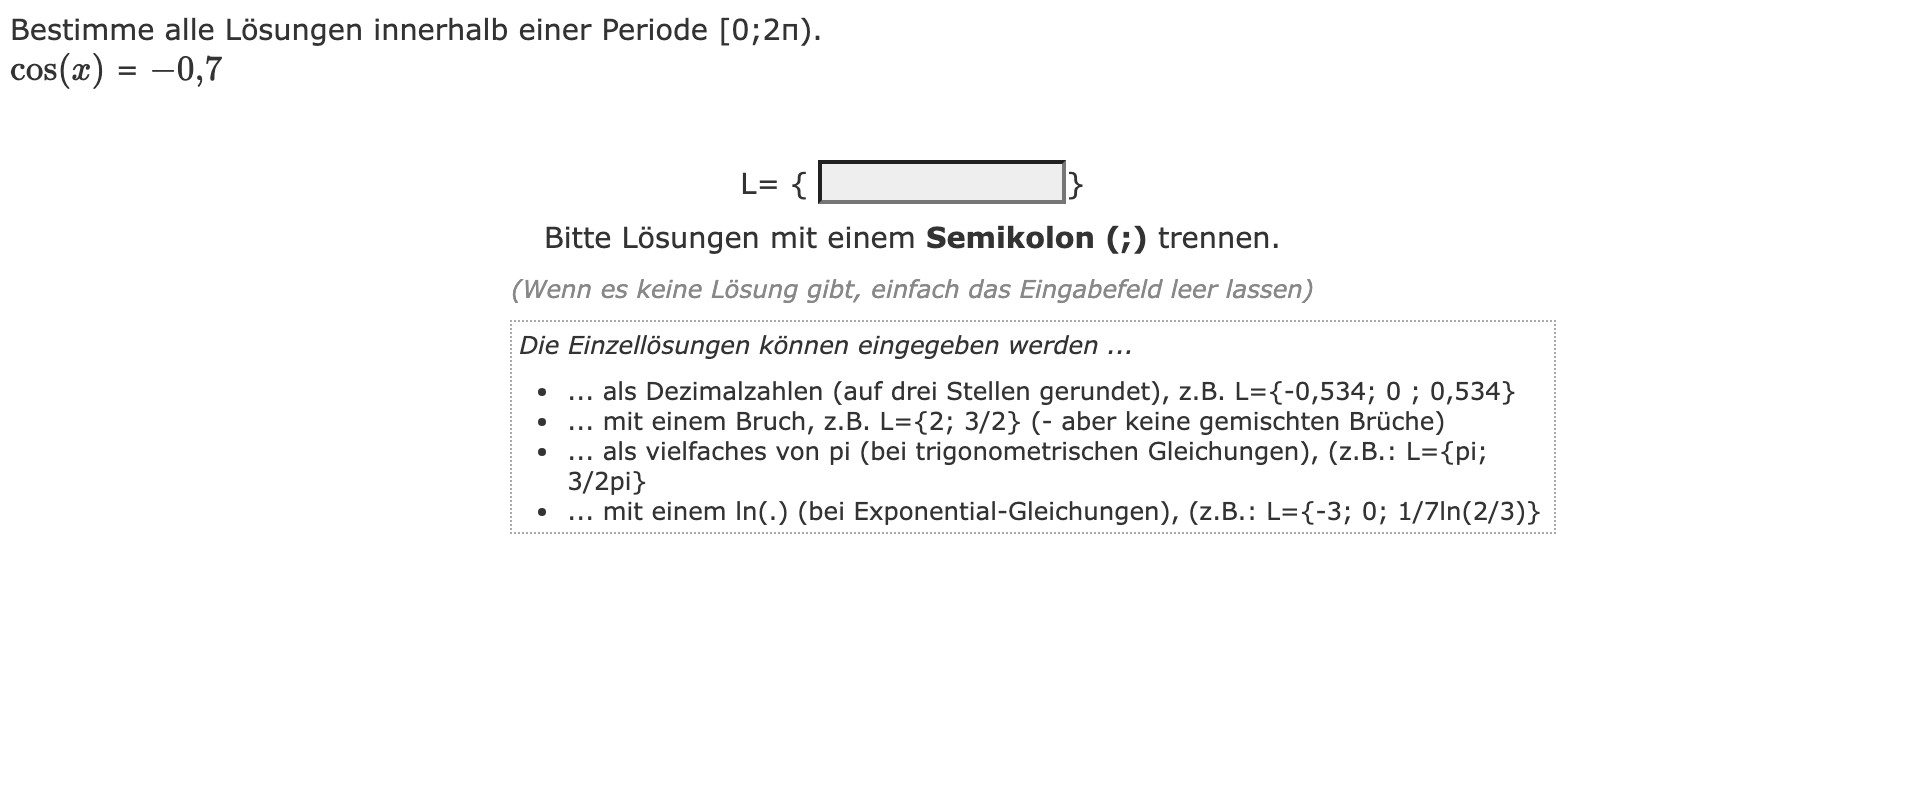 Bestimme alle Lösungen innerhalb einer Periode [0;2π).
cos(x) = −0,7
L= { }
Bitte Lösungen mit einem Semikolon (;) trennen.
(Wenn es keine Lösung gibt, einfach das Eingabefeld leer lassen)
Die Einzellösungen können eingegeben werden ...
• ... als Dezimalzahlen (auf drei Stellen gerundet), z.B. L={-0,534; 0 ; 0,534}
• ... mit einem Bruch, z.B. L={2; 3/2} (- aber keine gemischten Brüche)
• ... als vielfaches von pi (bei trigonometrischen Gleichungen), (z.B.: L={pi;
3/2pi}
• ... mit einem ln(.) (bei Exponential-Gleichungen), (z.B.: L={-3; 0; 1/7ln(2/3)}